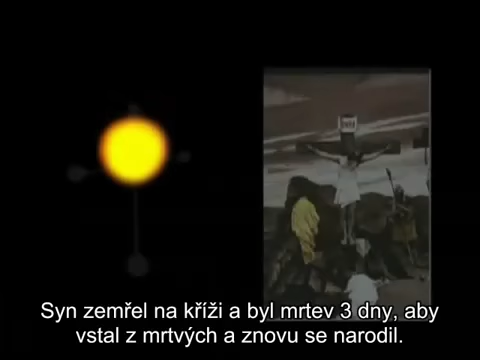 Syn zemřel na kříži a byl mrtev 3 dny, aby
vstal z mrtvých a znovu se narodil.